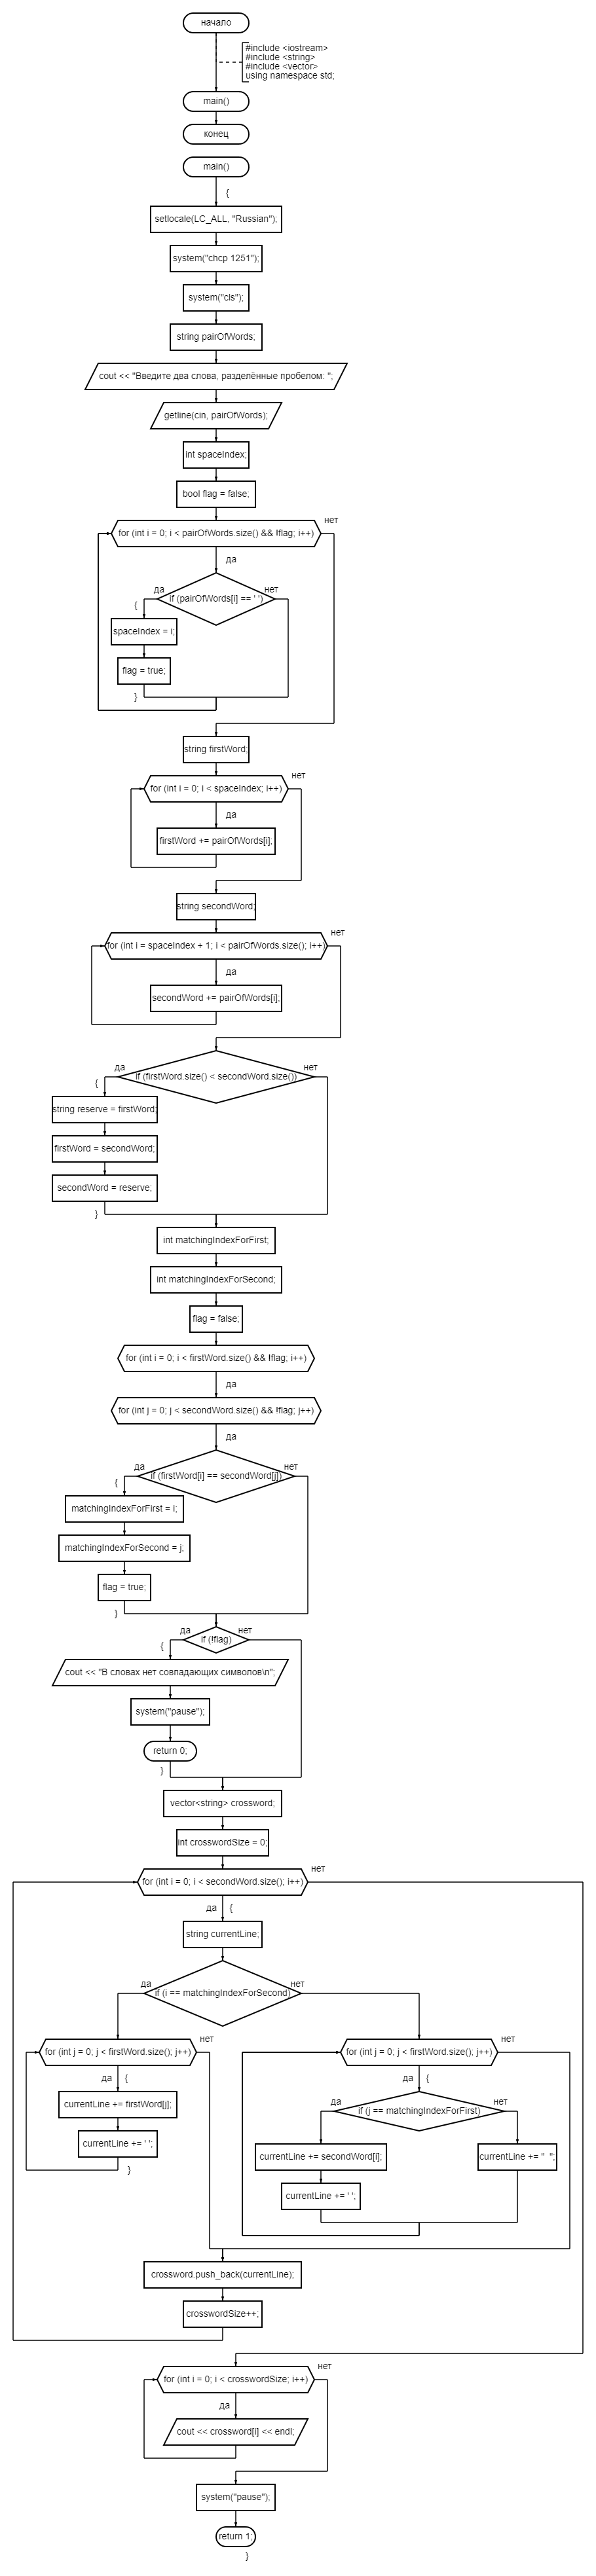 начало
#include <iostream>
#include <string>
#include <vector>
using namespace std;
main()
конец
main()
{
setlocale(LC_ALL, "Russian");
system("chcp 1251");
system("cls");
string pairOfWords;
cout << "Введите два слова, разделённые пробелом: ";
getline(cin, pairOfWords);
int spaceIndex;
bool flag = false;
нет
for (int i = 0; i < pairOfWords.size() && !flag; i++)
да
да
нет
if (pairOfWords[i] == ' ')
{
spaceIndex = i;
flag = true;
}
string firstWord;
нет
for (int i = 0; i < spaceIndex; i++)
да
firstWord += pairOfWords[i];
string secondWord;
нет
for (int i = spaceIndex + 1; i < pairOfWords.size(); i++)
да
secondWord += pairOfWords[i];
да
нет
if (firstWord.size() < secondWord.size())
{
string reserve = firstWord;
firstWord = secondWord;
secondWord = reserve;
}
int matchingIndexForFirst;
int matchingIndexForSecond;
flag = false;
for (int i = 0; i < firstWord.size() && !flag; i++)
да
for (int j = 0; j < secondWord.size() && !flag; j++)
да
да
нет
if (firstWord[i] == secondWord[j])
{
matchingIndexForFirst = i;
matchingIndexForSecond = j;
flag = true;
}
да
нет
if (!flag)
{
cout << "В словах нет совпадающих символов\n";
system("pause");
return 0;
}
vector<string> crossword;
int crosswordSize = 0;
нет
for (int i = 0; i < secondWord.size(); i++)
да {
string currentLine;
да
нет
if (i == matchingIndexForSecond)
нет
нет
for (int j = 0; j < firstWord.size(); j++)
for (int j = 0; j < firstWord.size(); j++)
да {
да {
currentLine += firstWord[j];
да
нет
if (j == matchingIndexForFirst)
currentLine += ' ';
currentLine += secondWord[i];
currentLine += "  ";
}
currentLine += ' ';
crossword.push_back(currentLine);
crosswordSize++;
нет
for (int i = 0; i < crosswordSize; i++)
да
cout << crossword[i] << endl;
system("pause");
return 1;
}